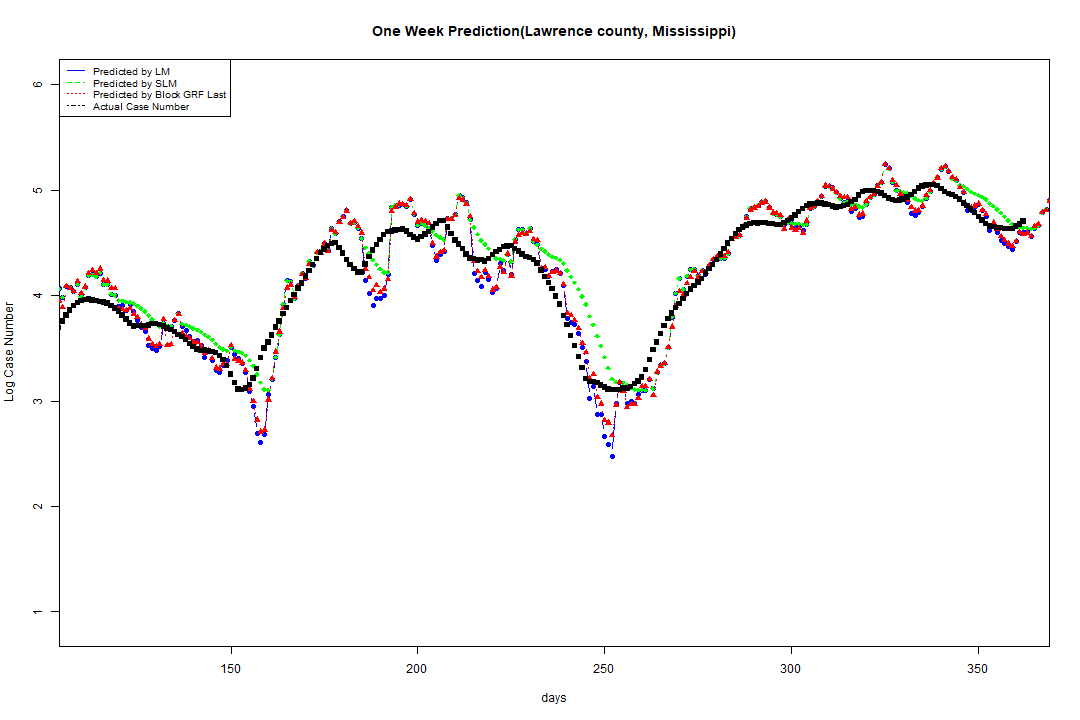 One Week Prediction(Lawrence county, Mississippi)
Predicted by LM
Predicted by SLM
Predicted by Block GRF Last
Actual Case Number
6
5
4
3
2
1
Log Case Number
150 200 250 300 350
days